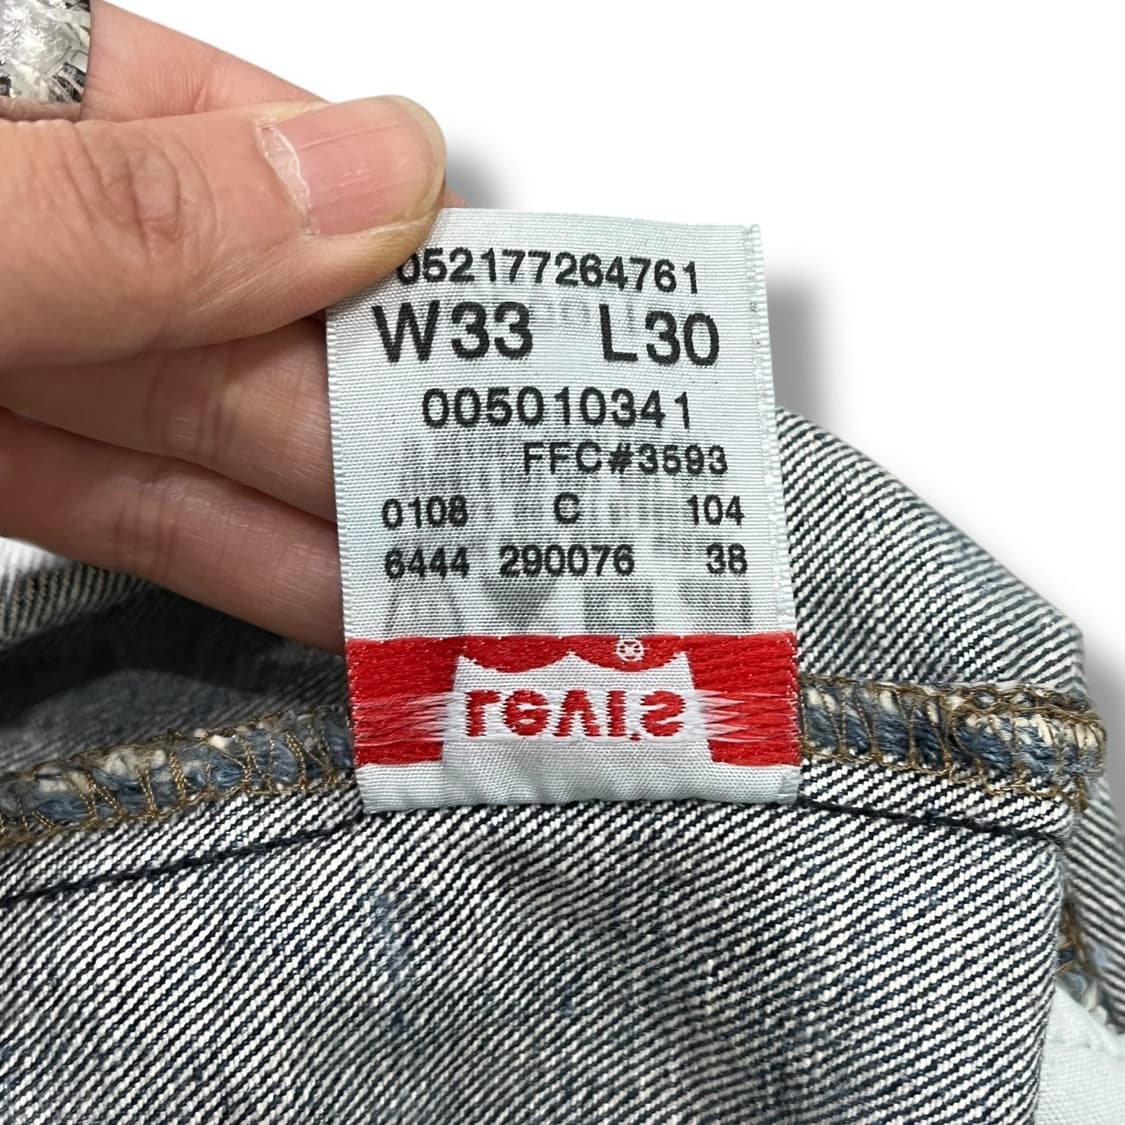 052177264761
W33 L30
005010341
FFC#3593
0108 C 104
6444 290076 38
®
Levi's